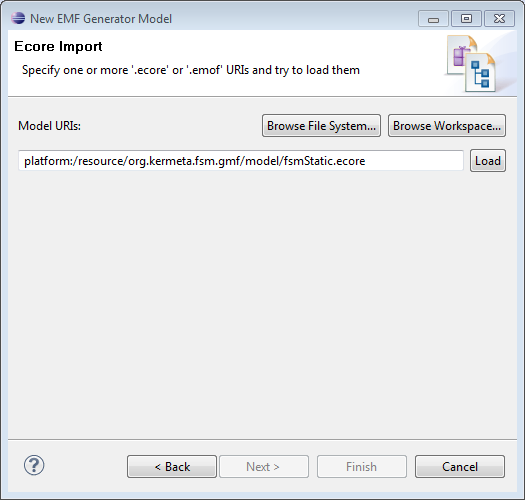 New EMF Generator Model
Ecore Import
Specify one or more '.ecore' or '.emof' URIs and try to load them
Model URIs:
Browse File System...
Browse Workspace...
platform:/resource/org.kermeta.fsm.gmf/model/fsmStatic.ecore
Load
?
< Back
Next >
Finish
Cancel